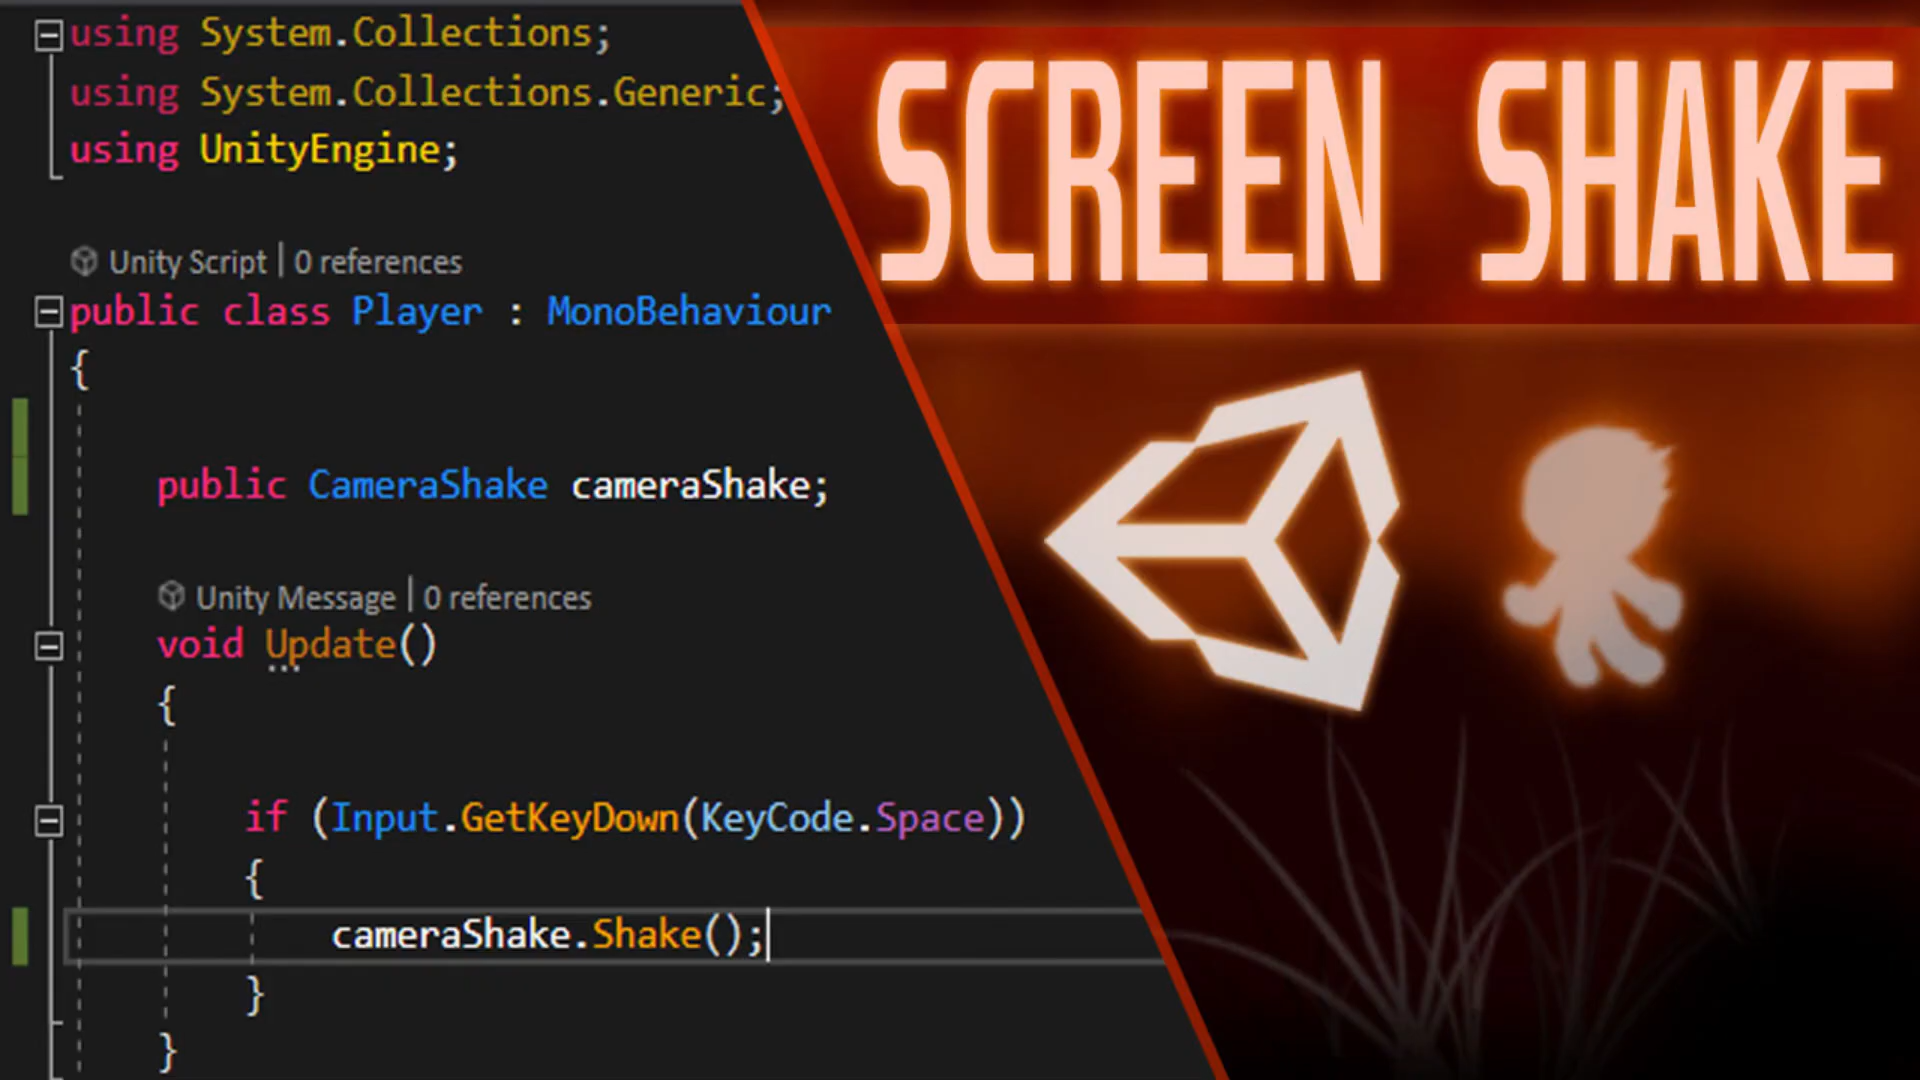 using System.Collections;
using System.Collections.Generic;
using UnityEngine;
Unity Script | 0 references
public class Player : MonoBehaviour
{
public CameraShake cameraShake;
Unity Message | 0 references
void Update()
{
if (Input.GetKeyDown(KeyCode.Space))
{
cameraShake.Shake();
}
}
SCREEN SHAKE